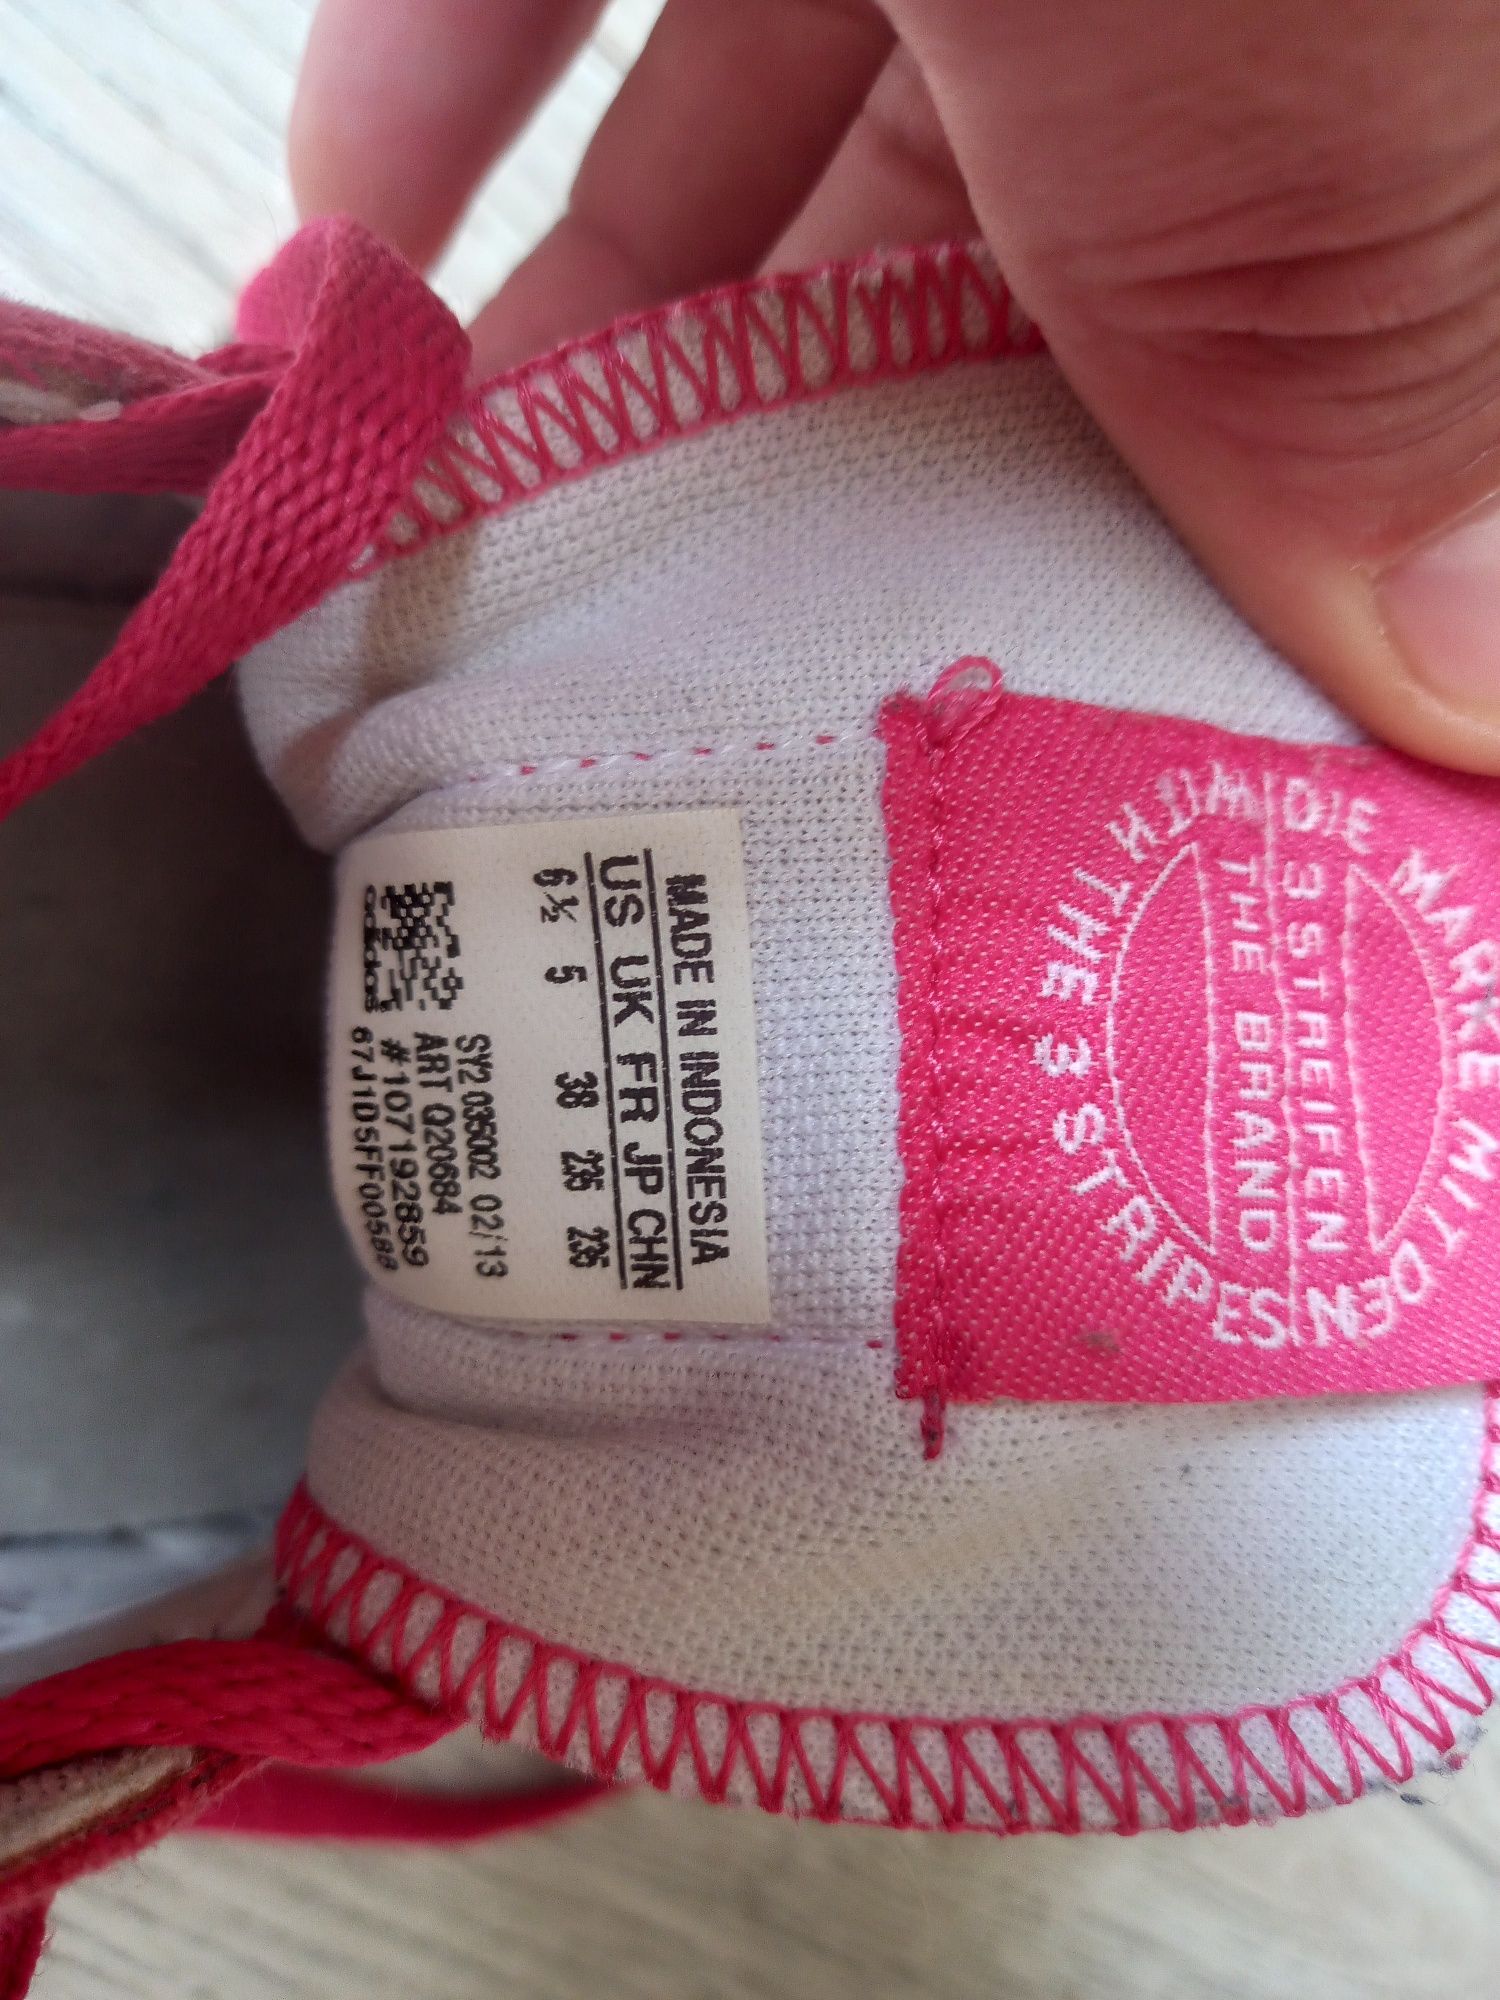 MADE IN INDONESIA
US UK FR JP CHN
6½ 5 38 235 235
SY2 035002 02/13
ART Q20684
#107192859
67J1D5FF00588
adidas
DIE MARKE MIT DEN
3 STREIFEN
THE BRAND
WITH THE 3 STRIPES